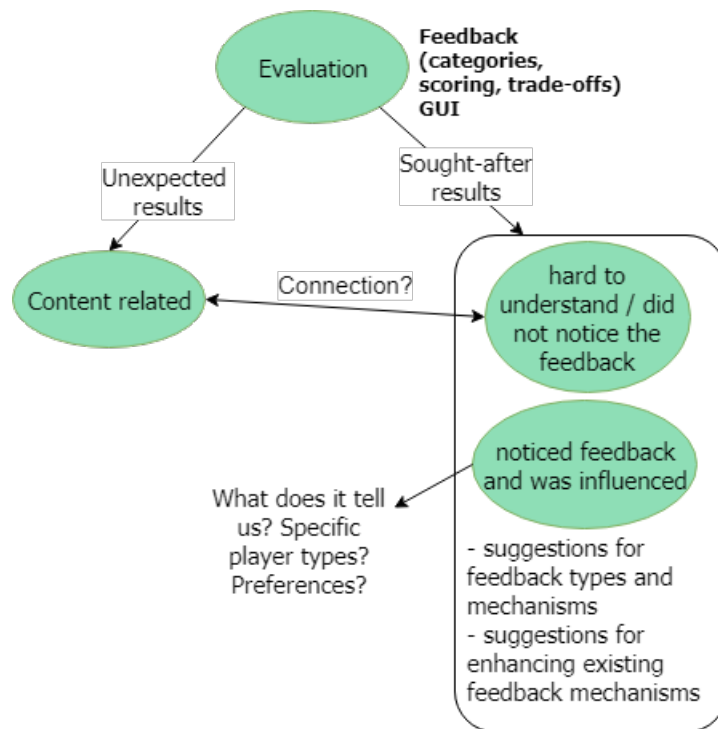 Evaluation
Feedback
(categories,
scoring, trade-offs)
GUI
Unexpected
results
Sought-after
results
Content related
Connection?
hard to
understand / did
not notice the
feedback
noticed feedback
and was influenced
What does it tell
us? Specific
player types?
Preferences?
- suggestions for
feedback types and
mechanisms
- suggestions for
enhancing existing
feedback mechanisms